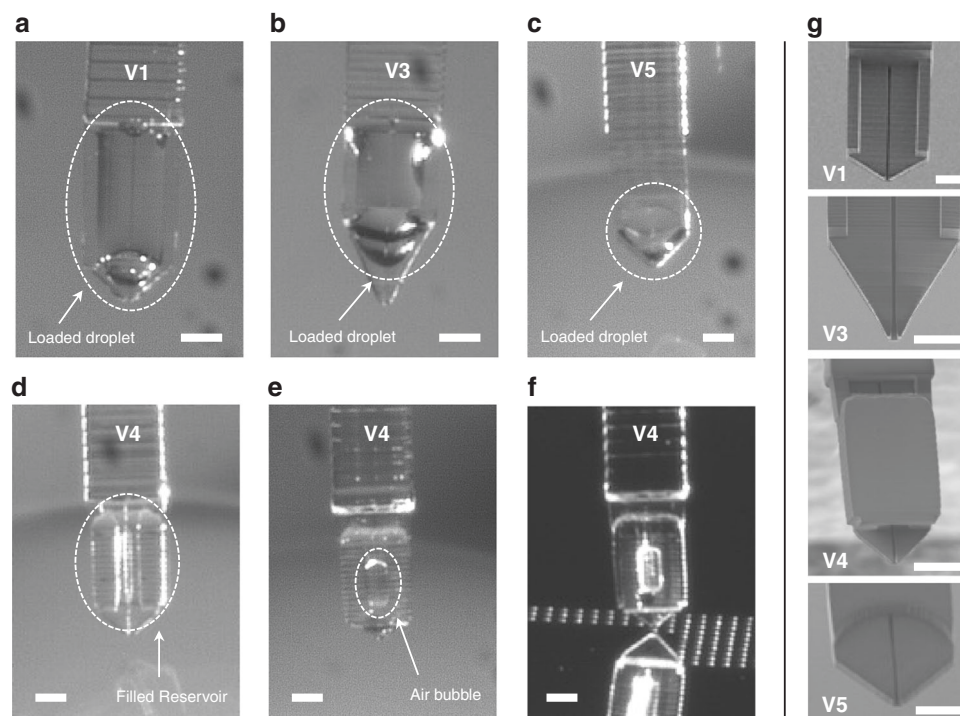 a
V1
Loaded droplet
b
V3
Loaded droplet
c
V5
Loaded droplet
d
V4
Filled Reservoir
e
V4
Air bubble
f
V4
g
V1
V3
V4
V5